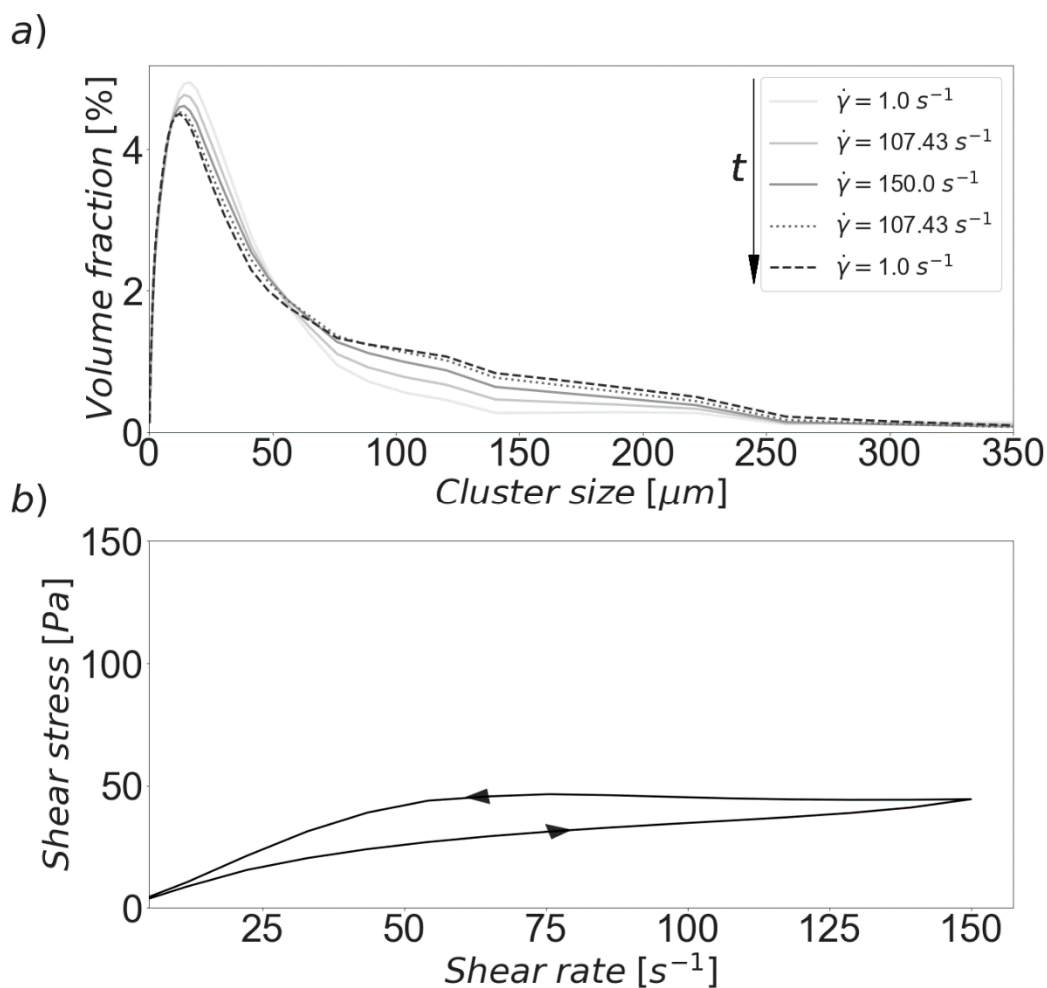 a)
Volume fraction [%]
4
2
0
0 50 100 150 200 250 300 350
Cluster size [μm]
t
γ̇ = 1.0 s⁻¹
γ̇ = 107.43 s⁻¹
γ̇ = 150.0 s⁻¹
γ̇ = 107.43 s⁻¹
γ̇ = 1.0 s⁻¹
b)
Shear stress [Pa]
150
100
50
0
25 50 75 100 125 150
Shear rate [s⁻¹]